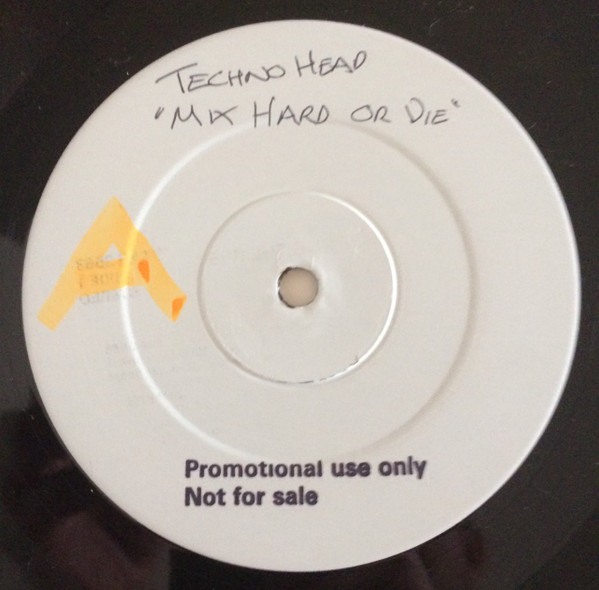 TECHNO HEAD
"MIX HARD OR DIE"
A
Promotional use only
Not for sale